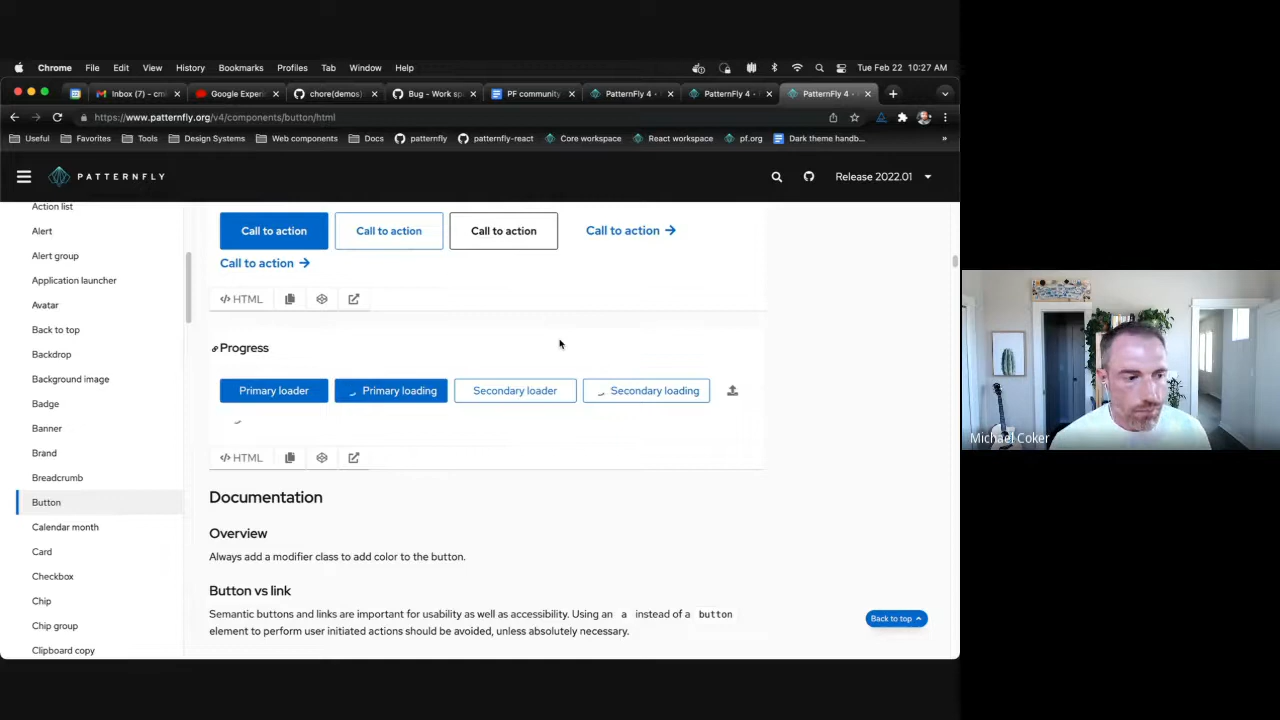 Chrome File Edit View History Bookmarks Profiles Tab Window Help Tue Feb 22 10:27 AM
Inbox (7) - cm Google Exper chore(demos) Bug - Work s PF community PatternFly 4 - PatternFly 4 - PatternFly 4 -
https://www.patternfly.org/v4/components/button/html
Useful Favorites Tools Design Systems Web components Docs patternfly patternfly-react Core workspace React workspace pf.org Dark theme handb... »
PATTERNFLY Release 2022.01
Action list
Alert
Alert group
Application launcher
Avatar
Back to top
Backdrop
Background image
Badge
Banner
Brand
Breadcrumb
Button
Calendar month
Card
Checkbox
Chip
Chip group
Clipboard copy
Call to action Call to action Call to action Call to action →
Call to action →
</> HTML
Progress
Primary loader Primary loading Secondary loader Secondary loading
</> HTML
Documentation
Overview
Always add a modifier class to add color to the button.
Button vs link
Semantic buttons and links are important for usability as well as accessibility. Using an a instead of a button
element to perform user initiated actions should be avoided, unless absolutely necessary.
Back to top
Michael Coker